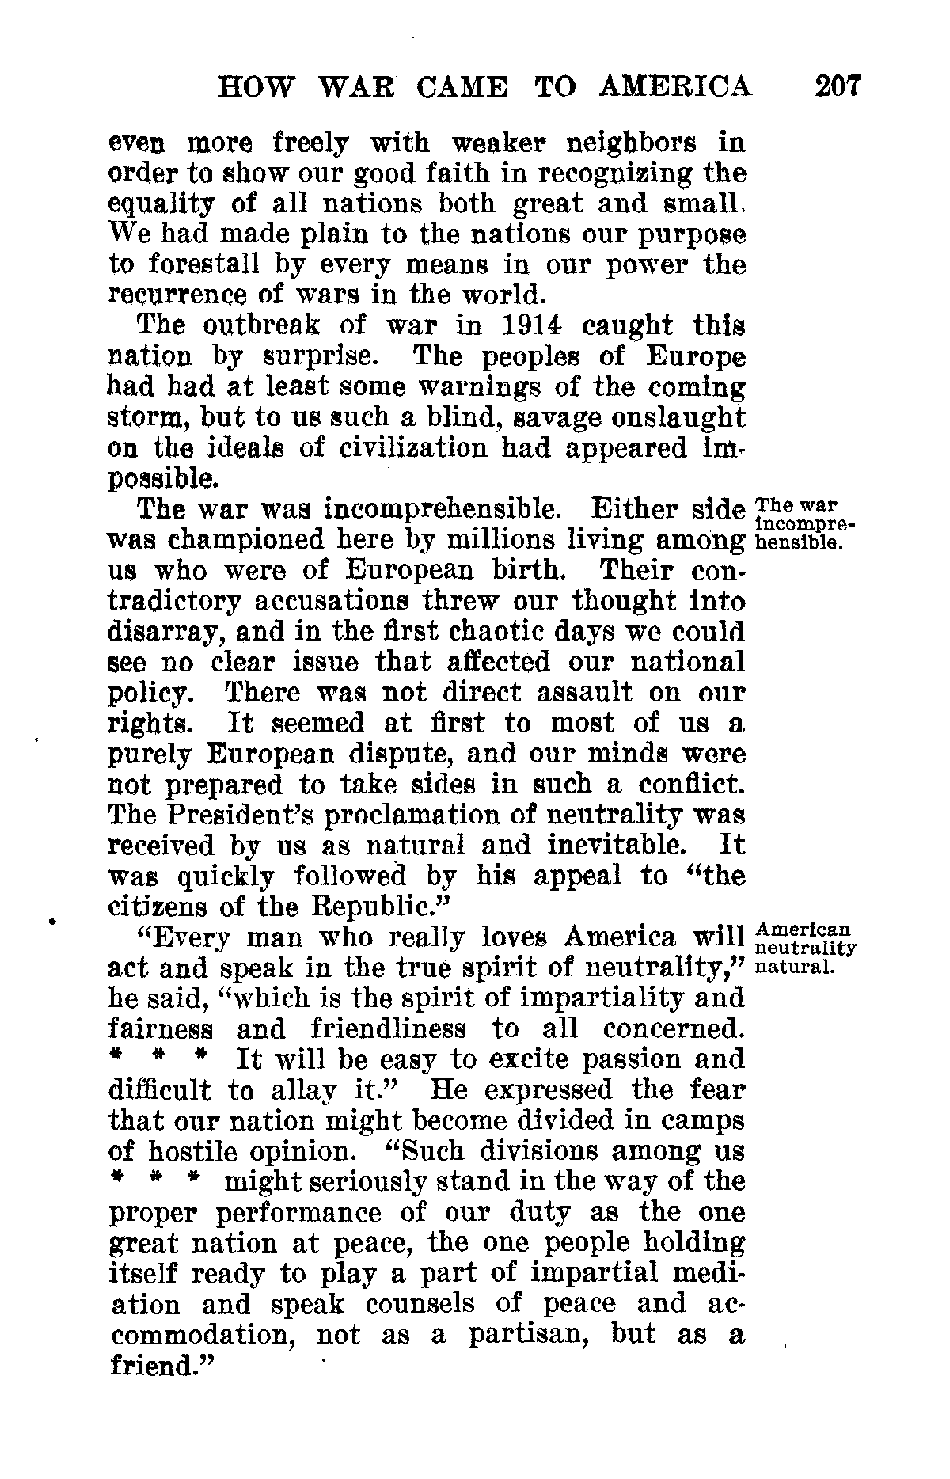 HOW WAR CAME TO AMERICA 207
even more freely with weaker neighbors in
order to show our good faith in recognizing the
equality of all nations both great and small.
We had made plain to the nations our purpose
to forestall by every means in our power the
recurrence of wars in the world.
The outbreak of war in 1914 caught this
nation by surprise. The peoples of Europe
had had at least some warnings of the coming
storm, but to us such a blind, savage onslaught
on the ideals of civilization had appeared im-
possible.
The war was incomprehensible. Either side
was championed here by millions living among
us who were of European birth. Their con-
tradictory accusations threw our thought into
disarray, and in the first chaotic days we could
see no clear issue that affected our national
policy. There was not direct assault on our
rights. It seemed at first to most of us a
purely European dispute, and our minds were
not prepared to take sides in such a conflict.
The President's proclamation of neutrality was
received by us as natural and inevitable. It
was quickly followed by his appeal to "the
citizens of the Republic."
The war
incompre-
hensible.
"Every man who really loves America will
act and speak in the true spirit of neutrality,"
he said, "which is the spirit of impartiality and
fairness and friendliness to all concerned.
* * * It will be easy to excite passion and
difficult to allay it." He expressed the fear
that our nation might become divided in camps
of hostile opinion. "Such divisions among us
* * * might seriously stand in the way of the
proper performance of our duty as the one
great nation at peace, the one people holding
itself ready to play a part of impartial medi-
ation and speak counsels of peace and ac-
commodation, not as a partisan, but as a
friend."
American
neutrality
natural.